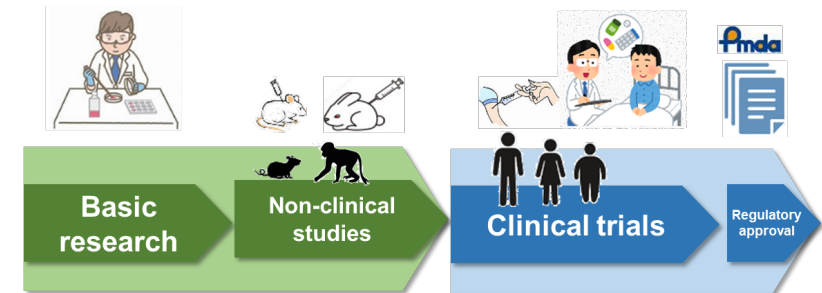 Pmda
Basic
research
Non-clinical
studies
Clinical trials
Regulatory
approval